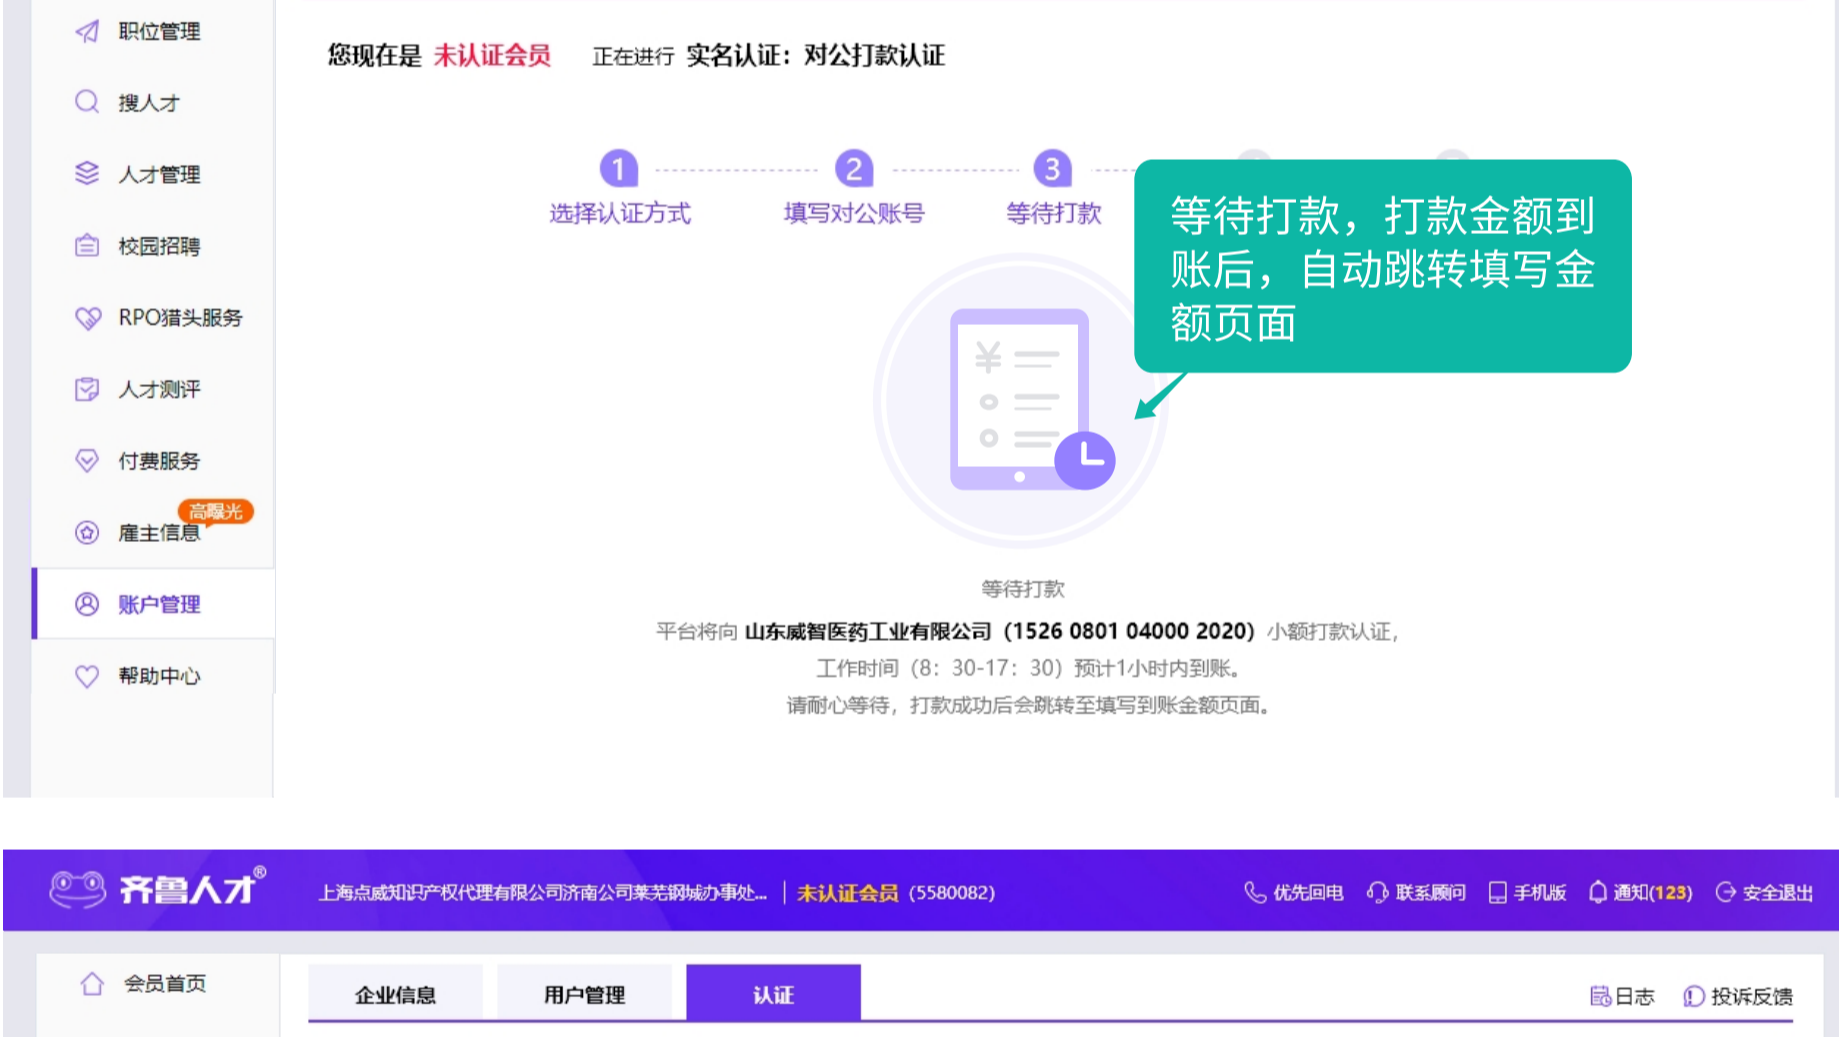 职位管理
搜人才
人才管理
校园招聘
RPO猎头服务
人才测评
付费服务
高曝光
雇主信息
账户管理
帮助中心
您现在是 未认证会员 正在进行 实名认证：对公打款认证
1 2 3
选择认证方式 填写对公账号 等待打款
等待打款，打款金额到
账后，自动跳转填写金
额页面
等待打款
平台将向 山东威智医药工业有限公司（1526 0801 04000 2020）小额打款认证，
工作时间（8：30-17：30）预计1小时内到账。
请耐心等待，打款成功后会跳转至填写到账金额页面。
齐鲁人才®
上海点威知识产权代理有限公司济南公司莱芜钢城办事处... | 未认证会员 (5580082)
优先回电 联系顾问 手机版 通知(123) 安全退出
会员首页
企业信息 用户管理 认证
日志 投诉反馈